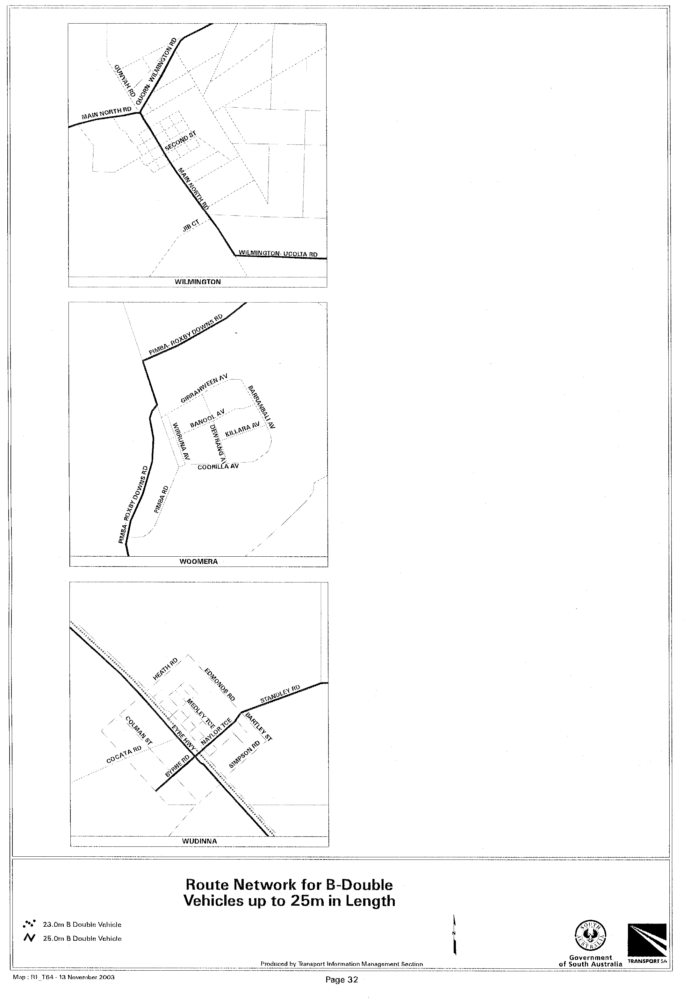 QUORN- WILMINGTON RD
GUNYAH RD
MAIN NORTH RD
SECOND ST
MAIN NORTH RD
JIB CT
WILMINGTON- UCOLTA RD
WILMINGTON
PIMBA- ROXBY DOWNS RD
GIRRAHWEEN AV
BARRANBALI AV
BANOOL AV
KILLARA AV
WIRRUNA AV
DEWRANG AV
COORILLA AV
PIMBA- ROXBY DOWNS RD
PIMBA RD
WOOMERA
HEATH RD
EDMONDS RD
STANDLEY RD
MEDLEY TCE
COLMAN ST
BARTLEY ST
EYRE HWY
NAYLOR TCE
COCATA RD
SIMPSON RD
BYRNE RD
WUDINNA
Route Network for B-Double
Vehicles up to 25m in Length
23.0m B Double Vehicle
25.0m B Double Vehicle
N
SOUTH
AUSTRALIA
Government
of South Australia
TRANSPORT SA
Produced by Transport Information Management Section
Map : R1_T64 - 13 November 2003
Page 32